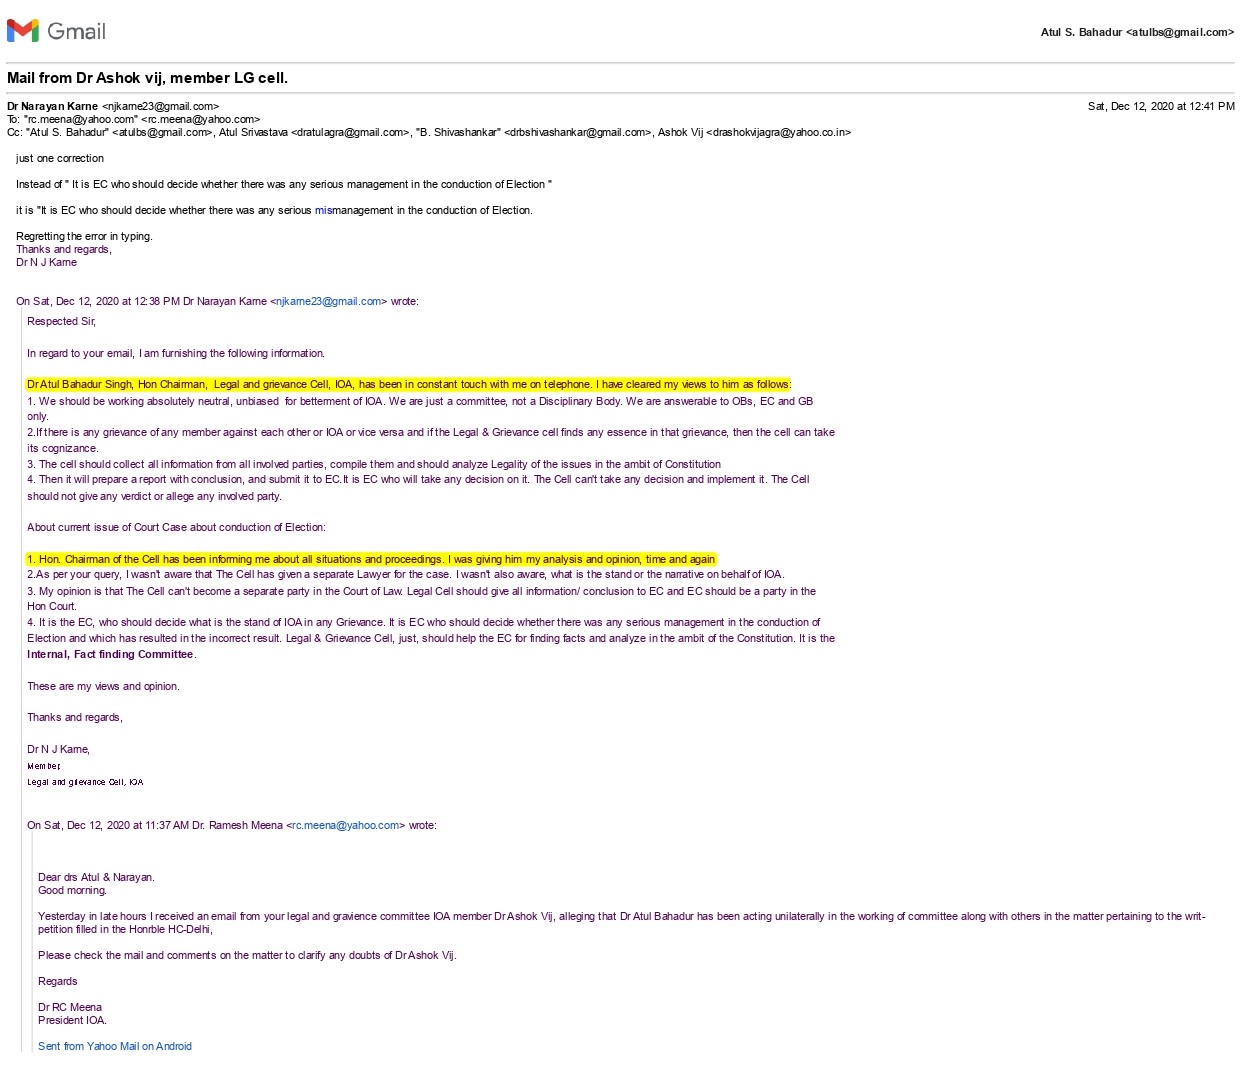 Gmail
Atul S. Bahadur <atulbs@gmail.com>
Mail from Dr Ashok vij, member LG cell.
Dr Narayan Karne <njkarne23@gmail.com>
Sat, Dec 12, 2020 at 12:41 PM
To: "rc.meena@yahoo.com" <rc.meena@yahoo.com>
Cc: "Atul S. Bahadur" <atulbs@gmail.com>, Atul Srivastava <dratulagra@gmail.com>, "B. Shivashankar" <drbshivashankar@gmail.com>, Ashok Vij <drashokvijagra@yahoo.co.in>
just one correction
Instead of " It is EC who should decide whether there was any serious management in the conduction of Election "
it is "It is EC who should decide whether there was any serious mismanagement in the conduction of Election.
Regretting the error in typing.
Thanks and regards,
Dr N J Karne
On Sat, Dec 12, 2020 at 12:38 PM Dr Narayan Karne <njkarne23@gmail.com> wrote:
Respected Sir,
In regard to your email, I am furnishing the following information.
Dr Atul Bahadur Singh, Hon Chairman,  Legal and grievance Cell, IOA, has been in constant touch with me on telephone. I have cleared my views to him as follows:
1. We should be working absolutely neutral, unbiased  for betterment of IOA. We are just a committee, not a Disciplinary Body. We are answerable to OBs, EC and GB
only.
2.If there is any grievance of any member against each other or IOA or vice versa and if the Legal & Grievance cell finds any essence in that grievance, then the cell can take
its cognizance.
3. The cell should collect all information from all involved parties, compile them and should analyze Legality of the issues in the ambit of Constitution
4. Then it will prepare a report with conclusion, and submit it to EC.It is EC who will take any decision on it. The Cell can't take any decision and implement it. The Cell
should not give any verdict or allege any involved party.
About current issue of Court Case about conduction of Election:
1. Hon. Chairman of the Cell has been informing me about all situations and proceedings. I was giving him my analysis and opinion, time and again
2.As per your query, I wasn't aware that The Cell has given a separate Lawyer for the case. I wasn't also aware, what is the stand or the narrative on behalf of IOA.
3. My opinion is that The Cell can't become a separate party in the Court of Law. Legal Cell should give all information/ conclusion to EC and EC should be a party in the
Hon Court.
4. It is the EC, who should decide what is the stand of IOA in any Grievance. It is EC who should decide whether there was any serious management in the conduction of
Election and which has resulted in the incorrect result. Legal & Grievance Cell, just, should help the EC for finding facts and analyze in the ambit of the Constitution. It is the
Internal, Fact finding Committee.
These are my views and opinion.
Thanks and regards,
Dr N J Karne,
Member,
Legal and grievance Cell, IOA
On Sat, Dec 12, 2020 at 11:37 AM Dr. Ramesh Meena <rc.meena@yahoo.com> wrote:
Dear drs Atul & Narayan.
Good morning.
Yesterday in late hours I received an email from your legal and gravience committee IOA member Dr Ashok Vij, alleging that Dr Atul Bahadur has been acting unilaterally in the working of committee along with others in the matter pertaining to the writ-
petition filled in the Honrble HC-Delhi,
Please check the mail and comments on the matter to clarify any doubts of Dr Ashok Vij.
Regards
Dr RC Meena
President IOA.
Sent from Yahoo Mail on Android